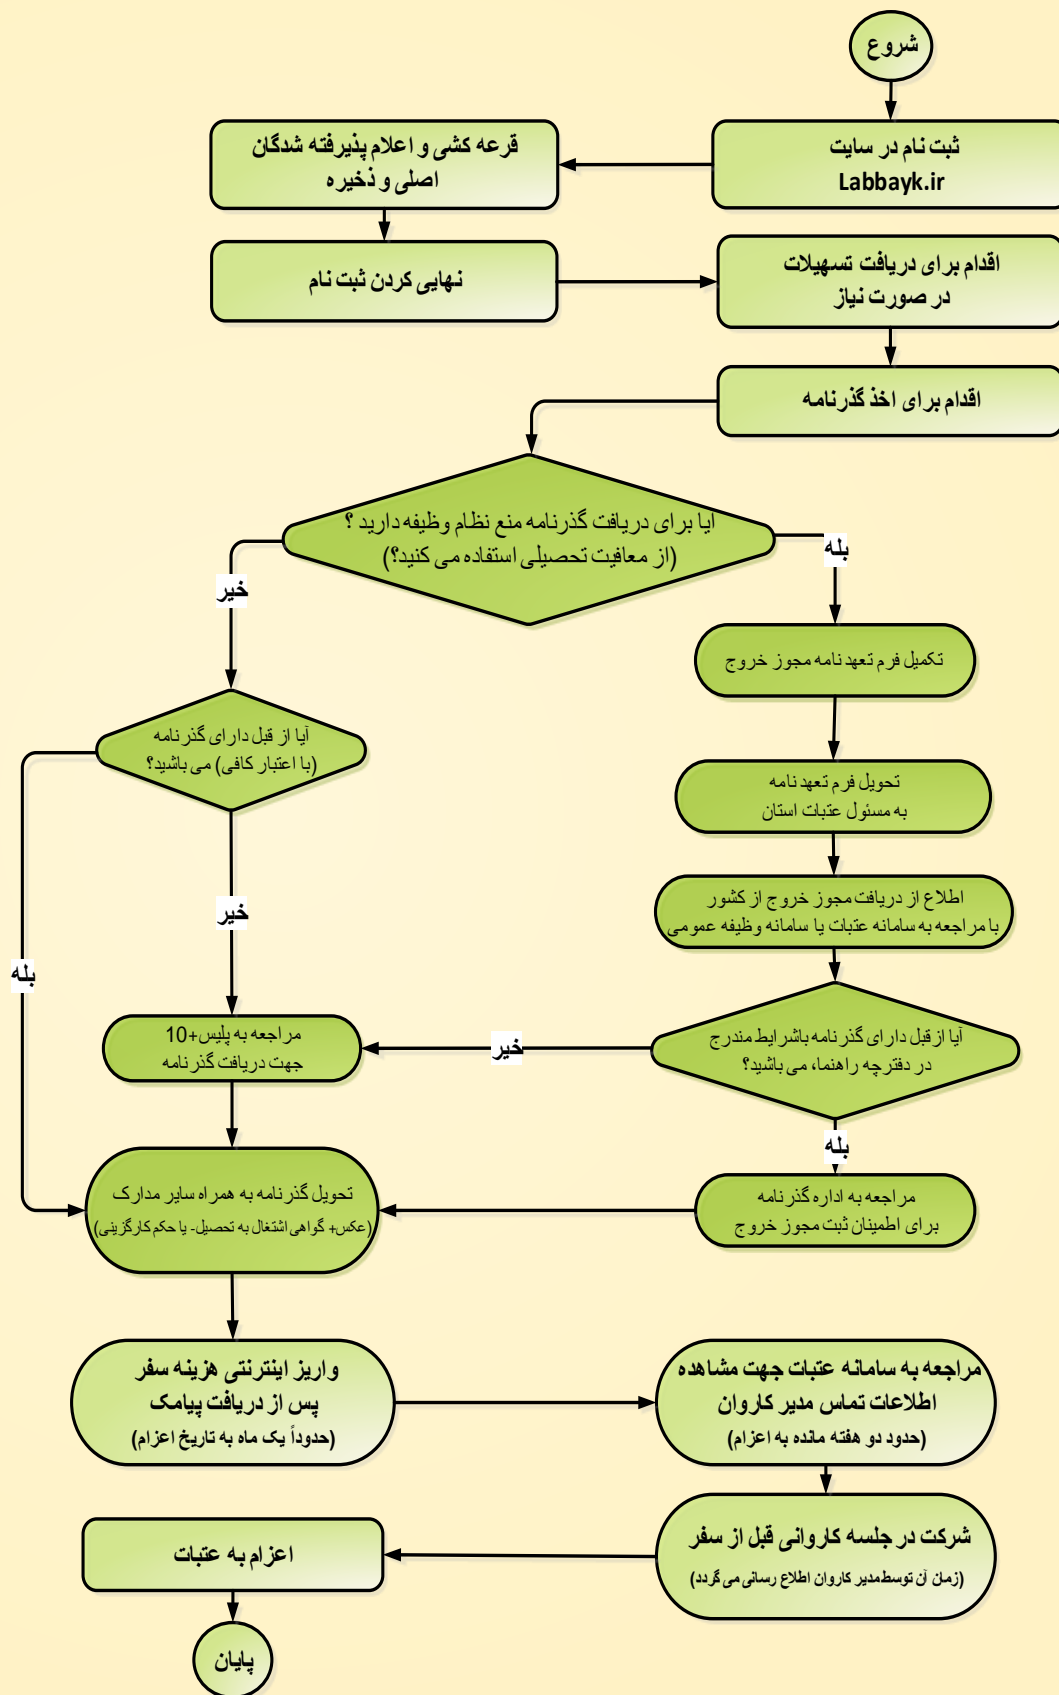 شروع
ثبت نام در سایت
Labbayk.ir
قرعه کشی و اعلام پذیرفته شدگان
اصلی و ذخیره
نهایی کردن ثبت نام
اقدام برای دریافت تسهیلات
در صورت نیاز
اقدام برای اخذ گذرنامه
ایا برای دریافت گذرنامه منع نظام وظیفه دارید ؟
(از معافیت تحصیلی استفاده می کنید؟)
بله
خیر
تکمیل فرم تعهد نامه مجوز خروج
آیا از قبل دارای گذرنامه
(با اعتبار کافی) می باشید؟
تحویل فرم تعهد نامه
به مسئول عتبات استان
اطلاع از دریافت مجوز خروج از کشور
با مراجعه به سامانه عتبات یا سامانه وظیفه عمومی
خیر
بله
آیا ازقبل دارای گذرنامه باشرایط مندرج
در دفترچه راهنما، می باشید؟
خیر
مراجعه به پلیس+10
جهت دریافت گذرنامه
بله
مراجعه به اداره گذرنامه
برای اطمینان ثبت مجوز خروج
تحویل گذرنامه به همراه سایر مدارک
(عکس+ گواهی اشتغال به تحصیل- یا حکم کارگزینی)
واریز اینترنتی هزینه سفر
پس از دریافت پیامک
(حدوداً یک ماه به تاریخ اعزام)
مراجعه به سامانه عتبات جهت مشاهده
اطلاعات تماس مدیر کاروان
(حدود دو هفته مانده به اعزام)
شرکت در جلسه کاروانی قبل از سفر
(زمان آن توسط مدیر کاروان اطلاع رسانی می گردد)
اعزام به عتبات
پایان